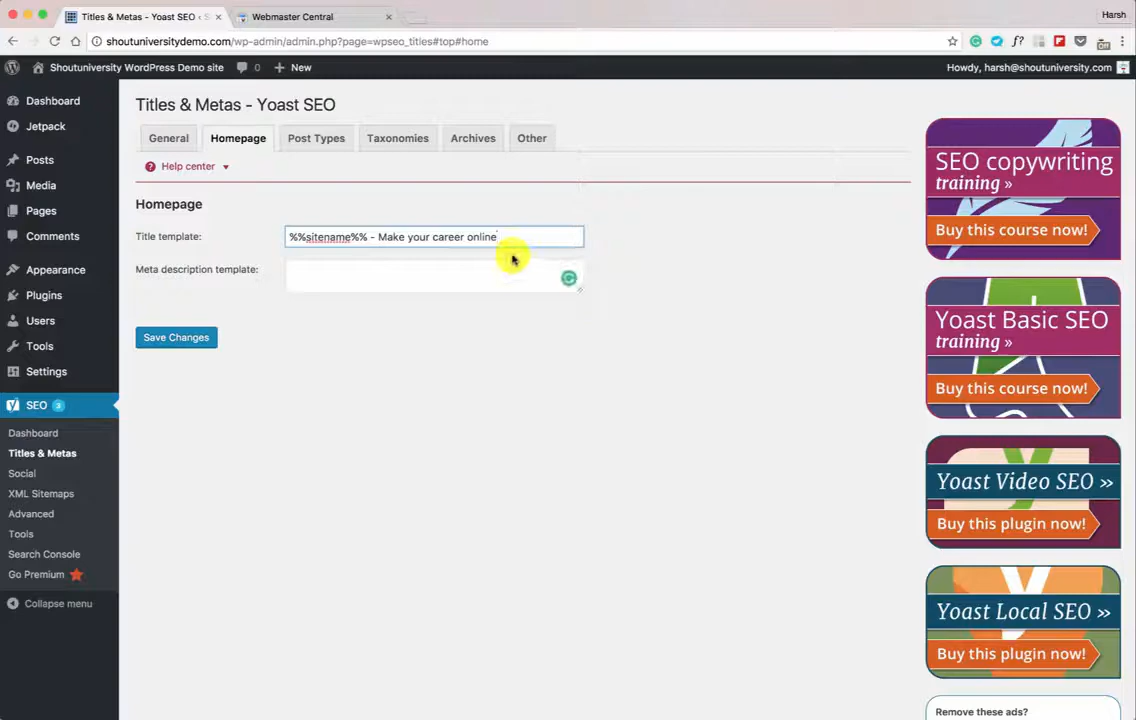 Titles & Metas - Yoast SEO ‹ S
Webmaster Central
Harsh
shoutuniversitydemo.com/wp-admin/admin.php?page=wpseo_titles#top#home
f?
Off
Shoutuniversity WordPress Demo site
0
+ New
Howdy, harsh@shoutuniversity.com
Dashboard
Jetpack
Posts
Media
Pages
Comments
Appearance
Plugins
Users
Tools
Settings
SEO 3
Dashboard
Titles & Metas
Social
XML Sitemaps
Advanced
Tools
Search Console
Go Premium
Collapse menu
Titles & Metas - Yoast SEO
General
Homepage
Post Types
Taxonomies
Archives
Other
Help center
Homepage
Title template:
%%sitename%% - Make your career online
Meta description template:
Save Changes
SEO copywriting
training »
Buy this course now!
Yoast Basic SEO
training »
Buy this course now!
Yoast Video SEO »
Buy this plugin now!
Yoast Local SEO »
Buy this plugin now!
Remove these ads?